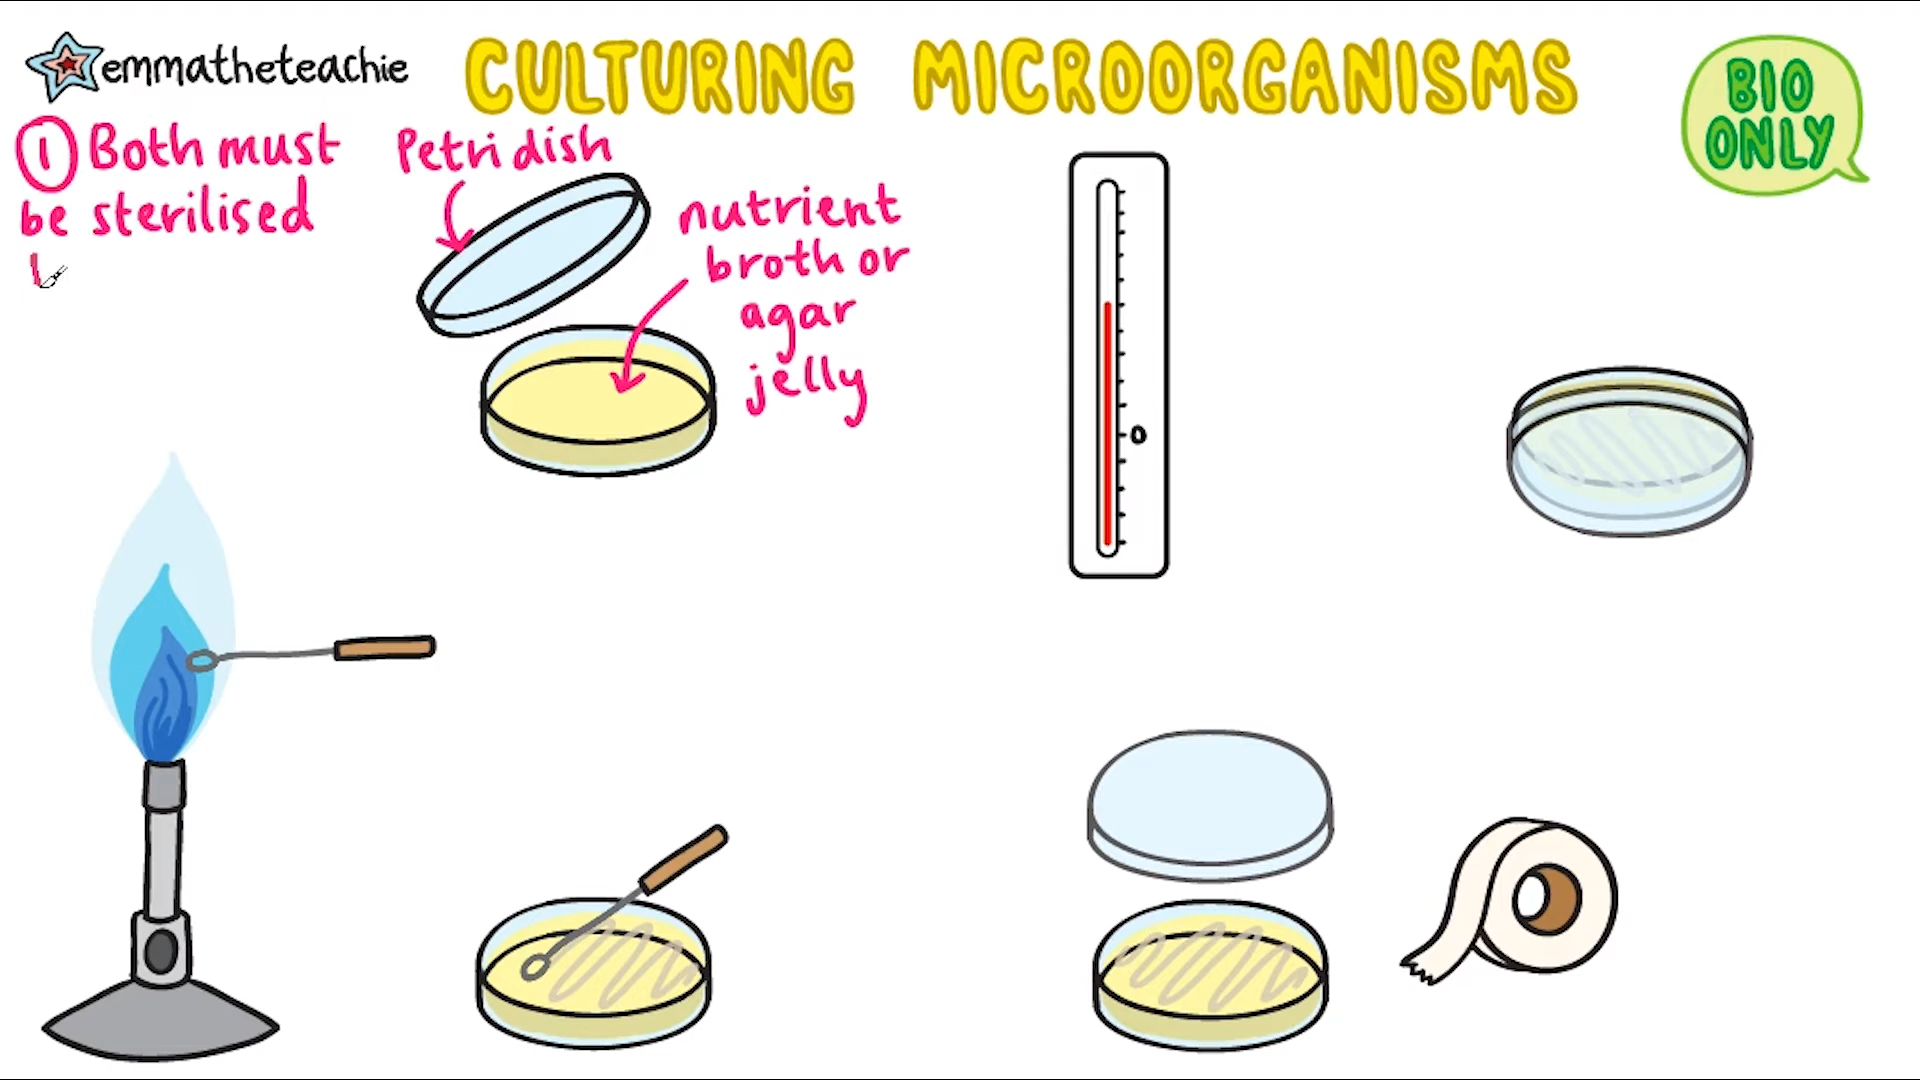 emmatheteachie
CULTURING MICROORGANISMS
BIO
ONLY
1 Both must
be sterilised
Petri dish
nutrient
broth or
agar
jelly
0